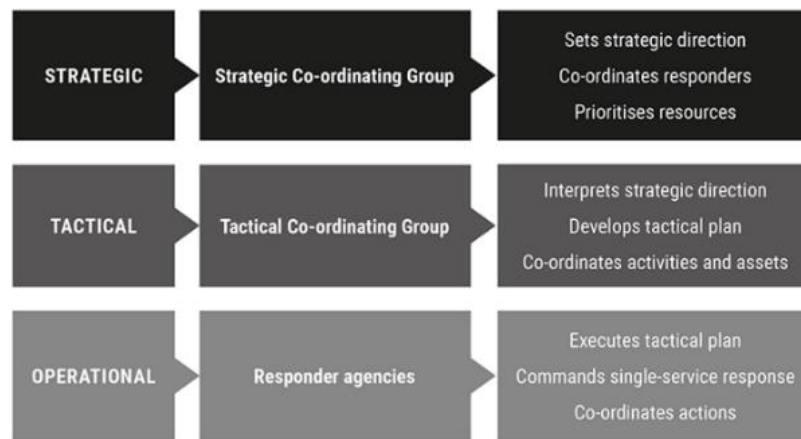 STRATEGIC
Strategic Co-ordinating Group
Sets strategic direction
Co-ordinates responders
Prioritises resources
TACTICAL
Tactical Co-ordinating Group
Interprets strategic direction
Develops tactical plan
Co-ordinates activities and assets
OPERATIONAL
Responder agencies
Executes tactical plan
Commands single-service response
Co-ordinates actions